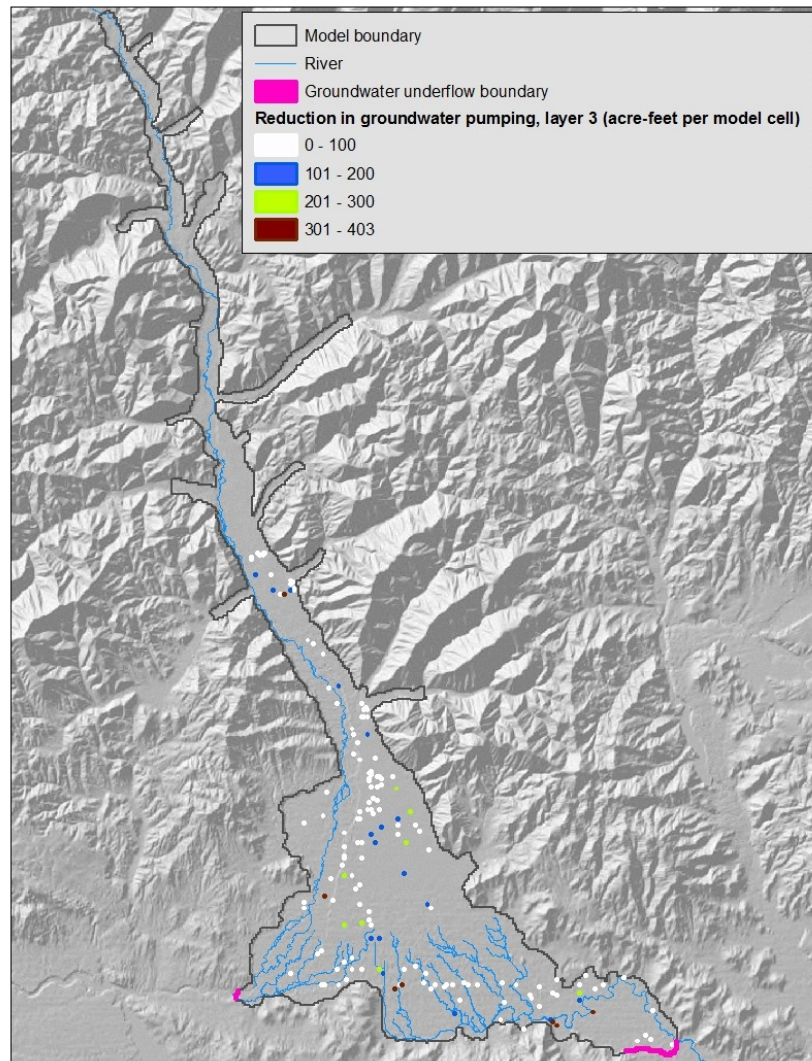 Model boundary
River
Groundwater underflow boundary
Reduction in groundwater pumping, layer 3 (acre-feet per model cell)
0 - 100
101 - 200
201 - 300
301 - 403